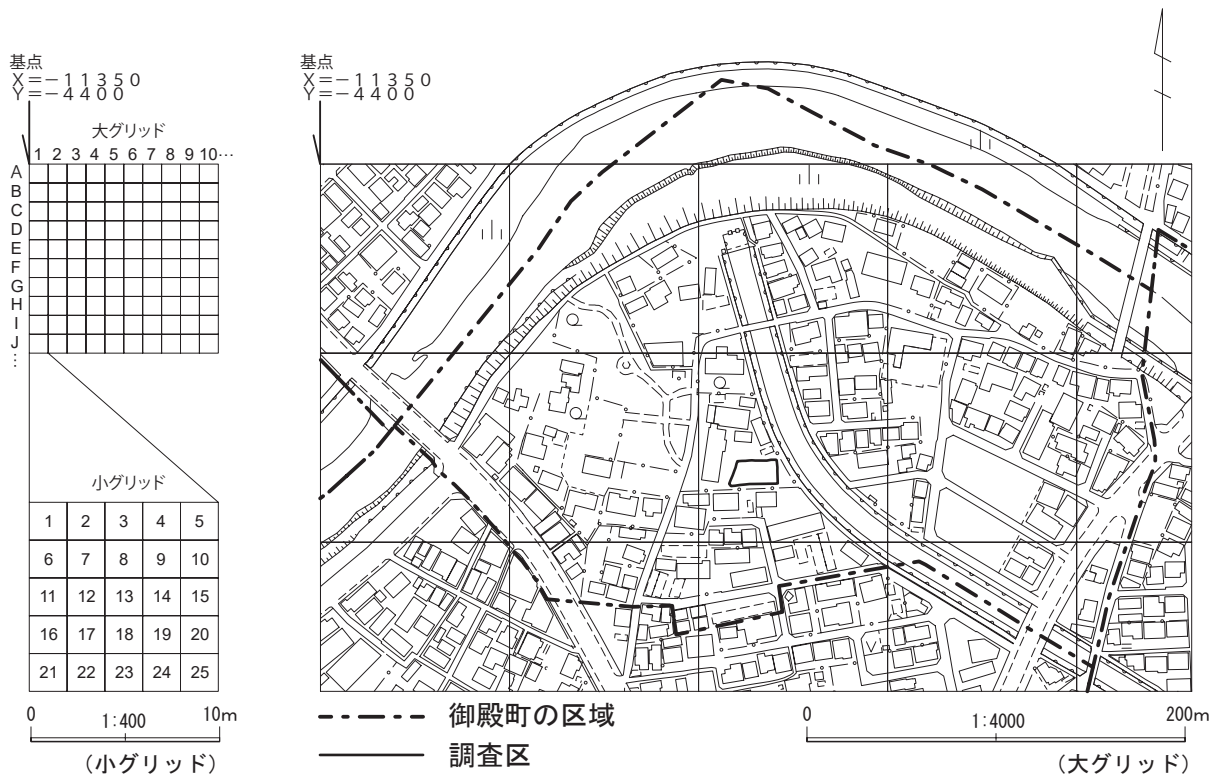 基点
X=-11350
Y=-4400
大グリッド
1 2 3 4 5 6 7 8 9 10…
A
B
C
D
E
F
G
H
I
J
⋮
小グリッド
1 2 3 4 5
6 7 8 9 10
11 12 13 14 15
16 17 18 19 20
21 22 23 24 25
0 1:400 10m
(小グリッド)
基点
X=-11350
Y=-4400
御殿町の区域
調査区
0 1:4000 200m
(大グリッド)